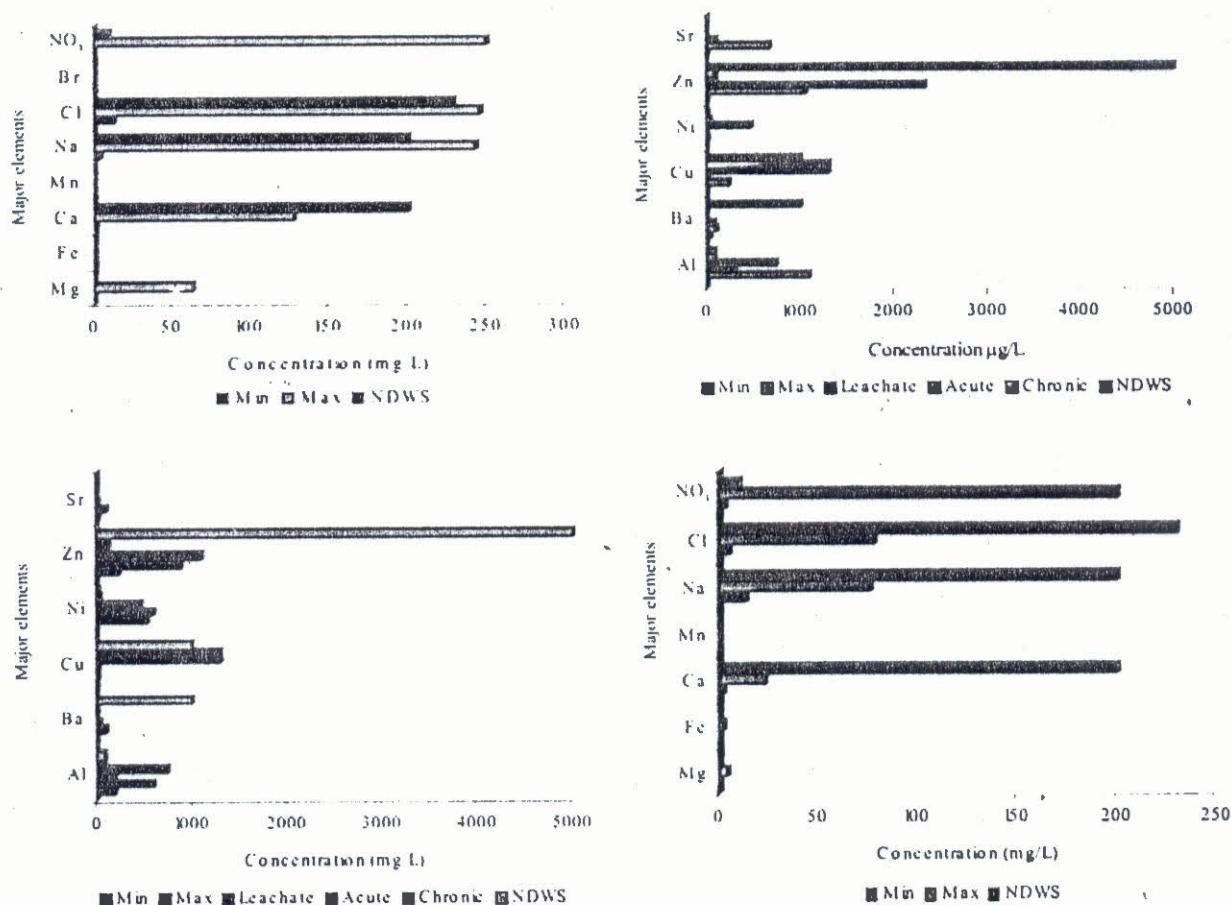 Major elements
NO₃
Br
Cl
Na
Mn
Ca
Fe
Mg
0 50 100 150 200 250 300
Concentration (mg L)
Min Max NDWS
Major elements
Sr
Zn
Ni
Cu
Ba
Al
0 1000 2000 3000 4000 5000
Concentration µg/L
Min Max Leachate Acute Chronic NDWS
Major elements
Sr
Zn
Ni
Cu
Ba
Al
0 1000 2000 3000 4000 5000
Concentration (mg L)
Min Max Leachate Acute Chronic NDWS
Major elements
NO₃
Cl
Na
Mn
Ca
Fe
Mg
0 50 100 150 200 250
Concentration (mg/L)
Min Max NDWS